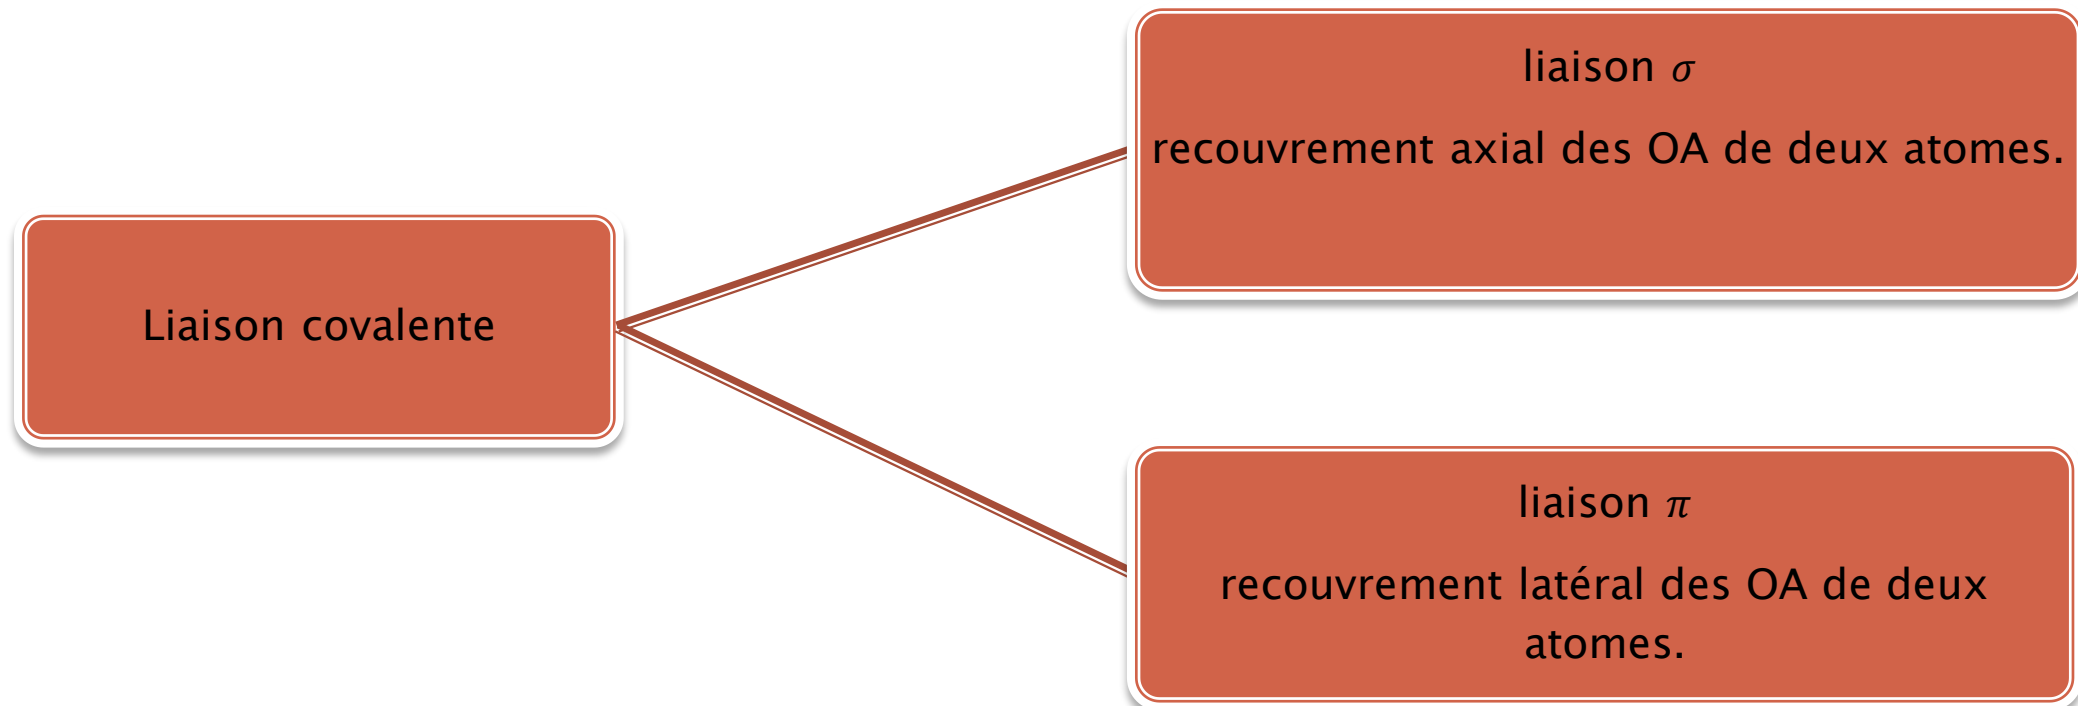 liaison σ
recouvrement axial des OA de deux atomes.
Liaison covalente
liaison π
recouvrement latéral des OA de deux
atomes.